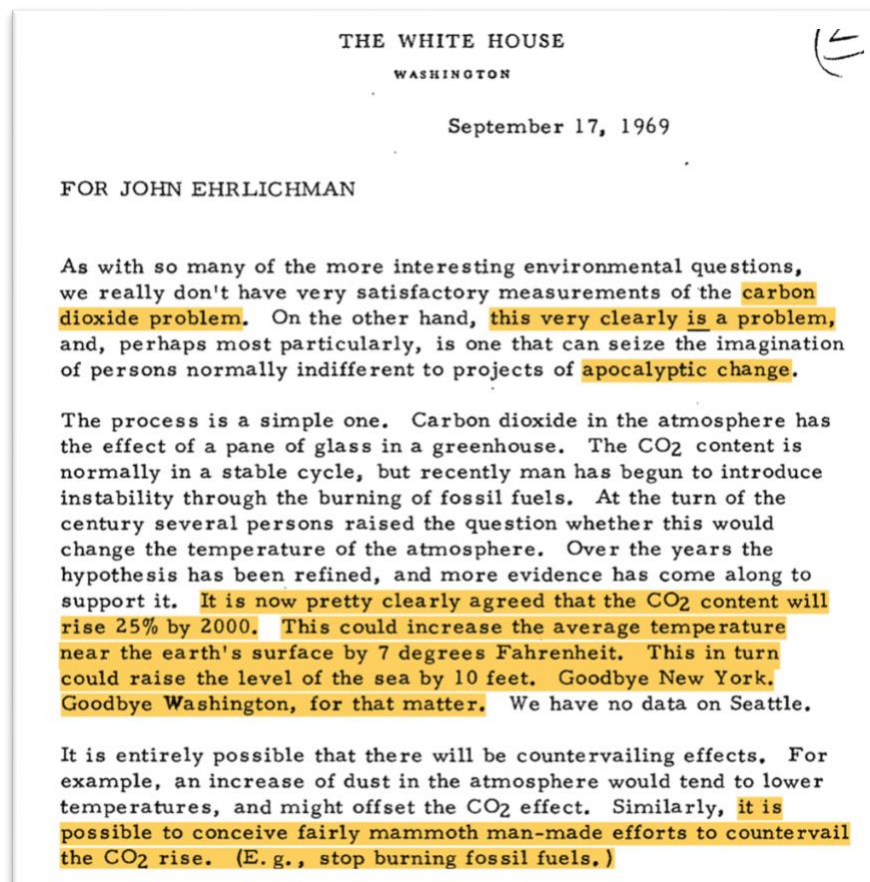 THE WHITE HOUSE
WASHINGTON
September 17, 1969
FOR JOHN EHRLICHMAN
As with so many of the more interesting environmental questions,
we really don't have very satisfactory measurements of the carbon
dioxide problem. On the other hand, this very clearly is a problem,
and, perhaps most particularly, is one that can seize the imagination
of persons normally indifferent to projects of apocalyptic change.
The process is a simple one. Carbon dioxide in the atmosphere has
the effect of a pane of glass in a greenhouse. The CO2 content is
normally in a stable cycle, but recently man has begun to introduce
instability through the burning of fossil fuels. At the turn of the
century several persons raised the question whether this would
change the temperature of the atmosphere. Over the years the
hypothesis has been refined, and more evidence has come along to
support it. It is now pretty clearly agreed that the CO2 content will
rise 25% by 2000. This could increase the average temperature
near the earth's surface by 7 degrees Fahrenheit. This in turn
could raise the level of the sea by 10 feet. Goodbye New York.
Goodbye Washington, for that matter. We have no data on Seattle.
It is entirely possible that there will be countervailing effects. For
example, an increase of dust in the atmosphere would tend to lower
temperatures, and might offset the CO2 effect. Similarly, it is
possible to conceive fairly mammoth man-made efforts to countervail
the CO2 rise. (E.g., stop burning fossil fuels.)